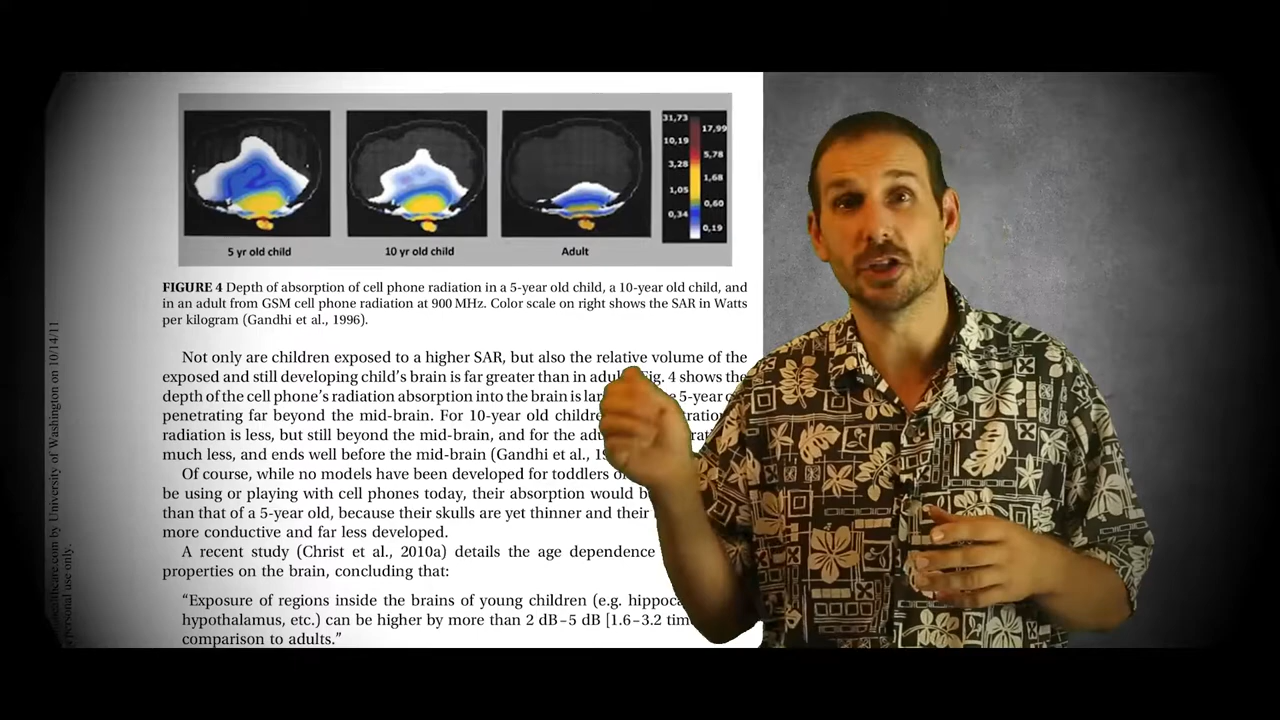 31,73
17,99
10,19
5,78
3,28
1,68
1,05
0,60
0,34
0,19
5 yr old child
10 yr old child
Adult
FIGURE 4 Depth of absorption of cell phone radiation in a 5-year old child, a 10-year old child, and
in an adult from GSM cell phone radiation at 900 MHz. Color scale on right shows the SAR in Watts
per kilogram (Gandhi et al., 1996).
Not only are children exposed to a higher SAR, but also the relative volume of the
exposed and still developing child's brain is far greater than in Fig. 4 shows the
depth of the cell phone's radiation absorption into the brain is 5-year
penetrating far beyond the mid-brain. For 10-year old
radiation is less, but still beyond the mid-brain, and for the
much less, and ends well before the mid-brain (Gandhi et al.,
Of course, while no models have been developed for toddlers
be using or playing with cell phones today, their absorption would
than that of a 5-year old, because their skulls are yet thinner and their
more conductive and far less developed.
A recent study (Christ et al., 2010a) details the age dependence
properties on the brain, concluding that:
“Exposure of regions inside the brains of young children (e.g.
hypothalamus, etc.) can be higher by more than 2 dB–5 dB [1.6–3.2
comparison to adults.”
healthcare.com by University of Washington on 10/14/11
personal use only.